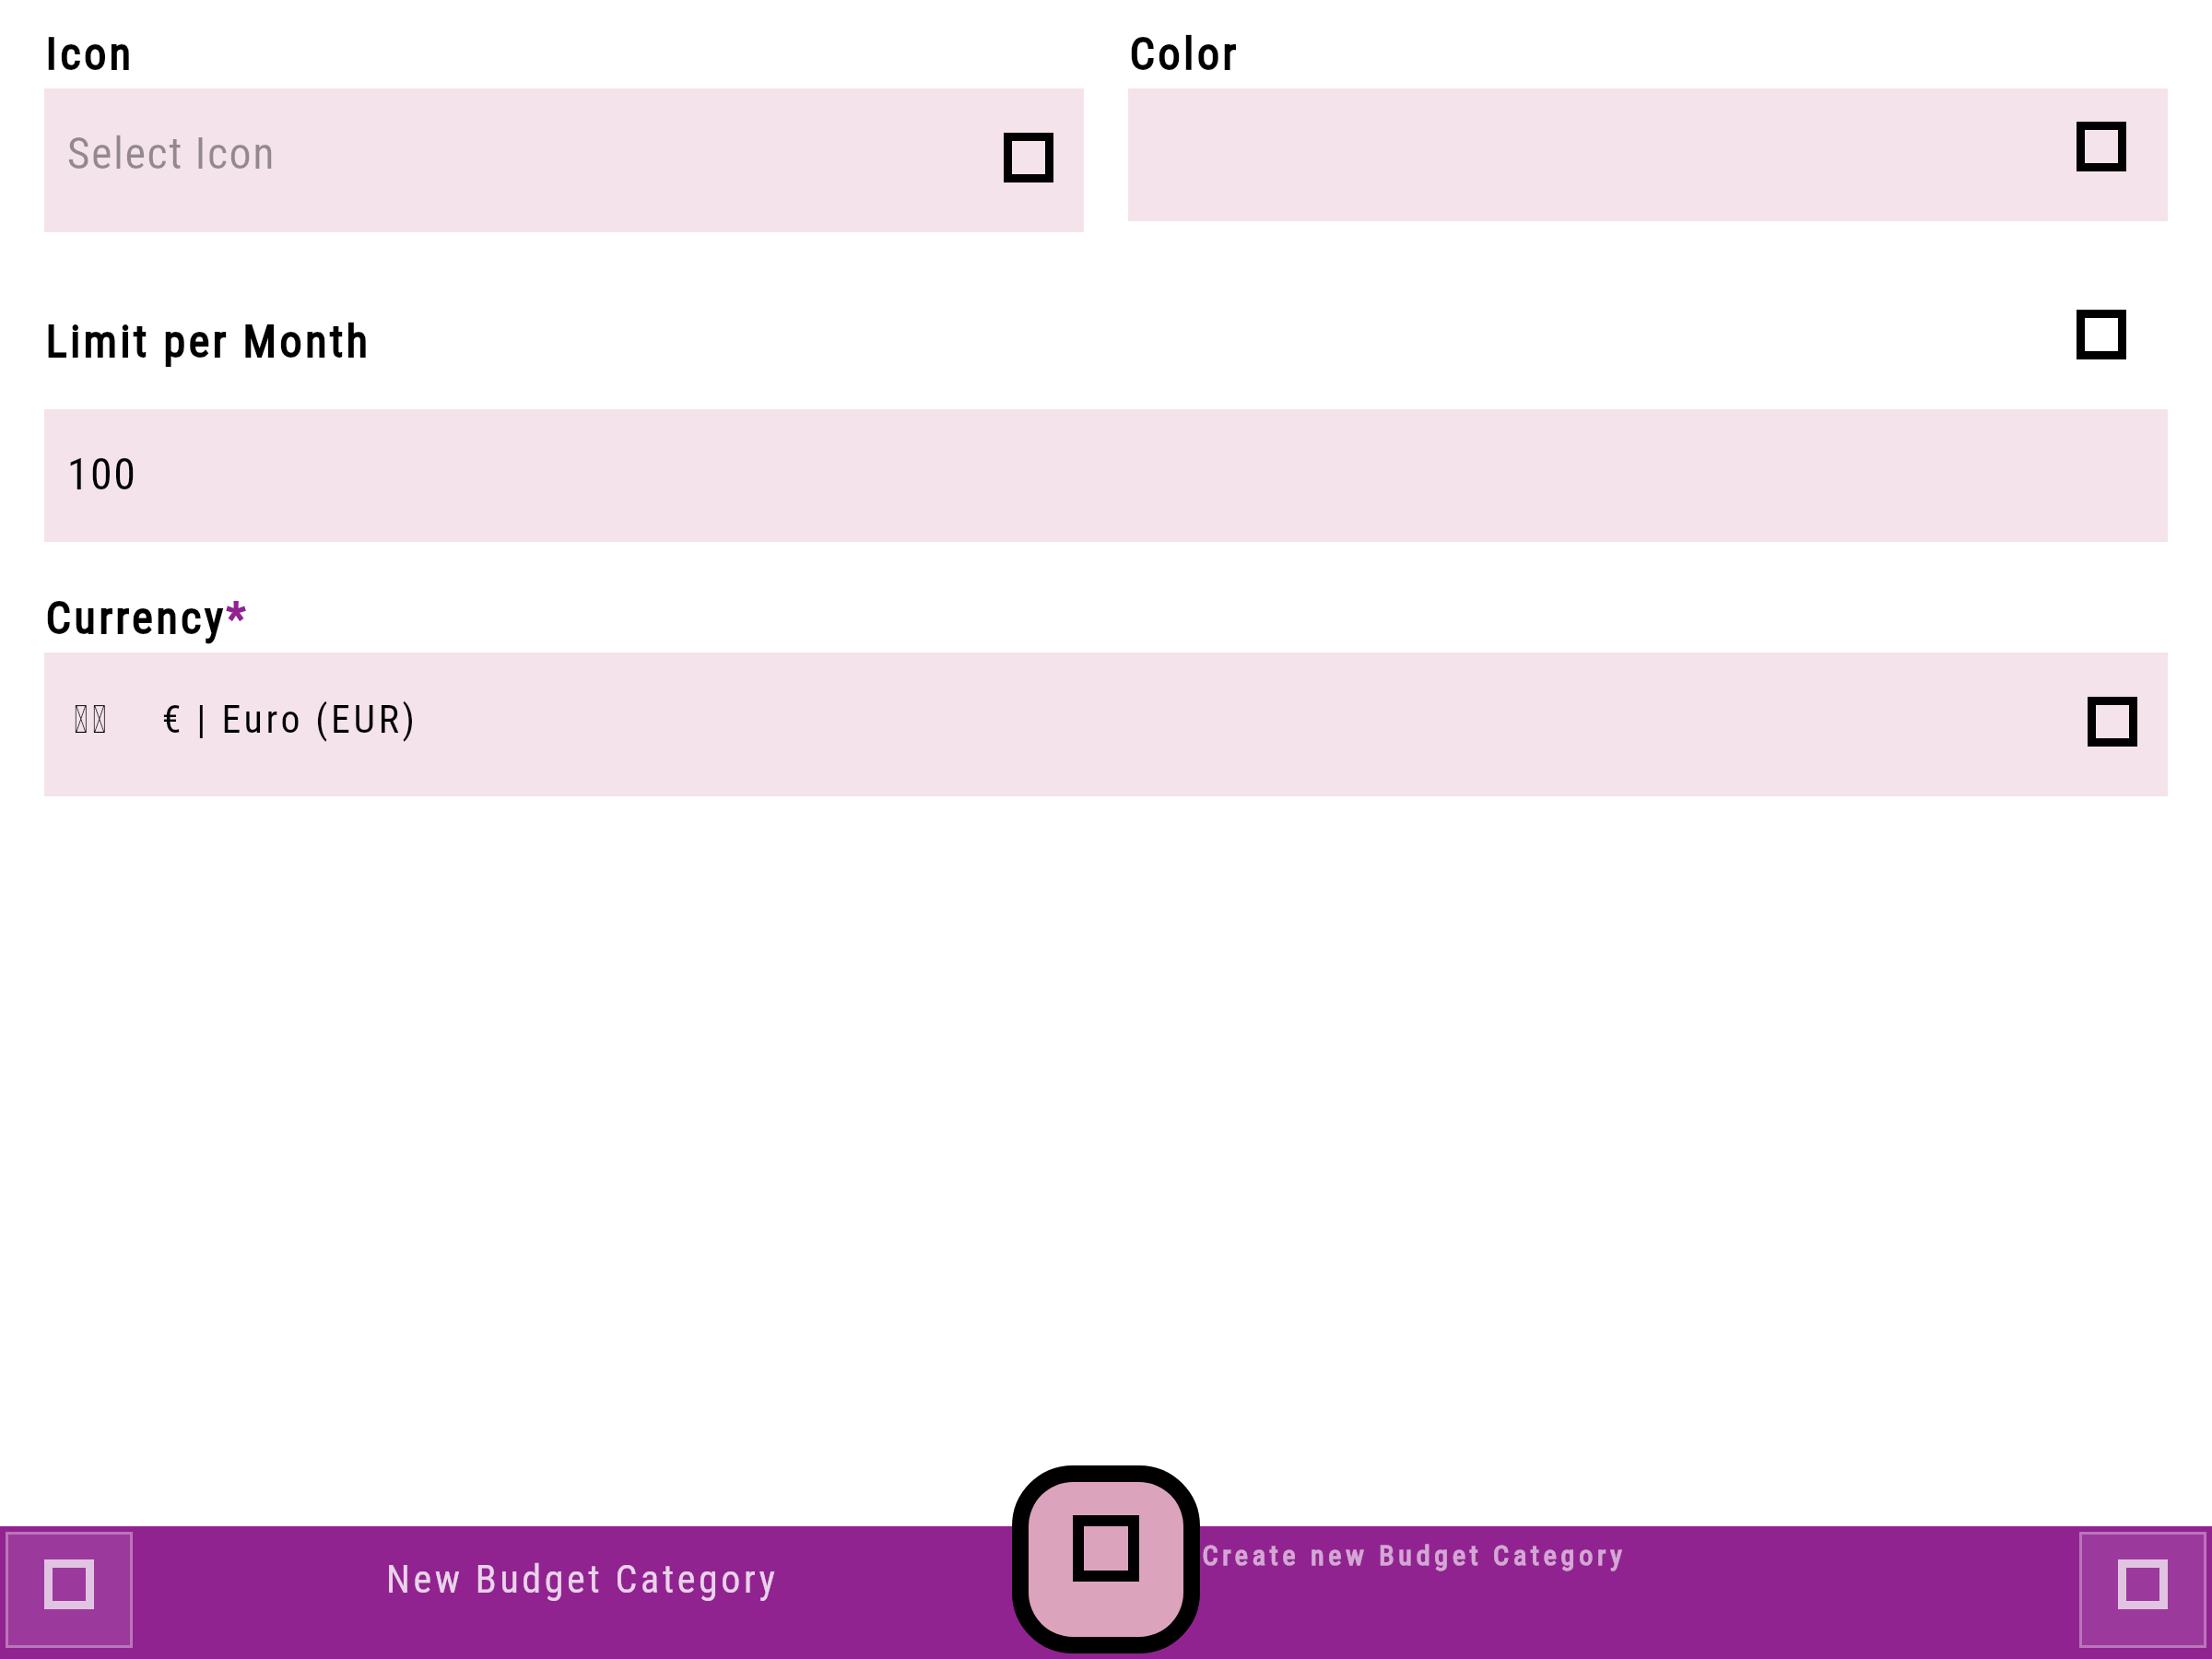 Icon
Color
Select Icon
Limit per Month
100
Currency*
€ | Euro (EUR)
New Budget Category
Create new Budget Category